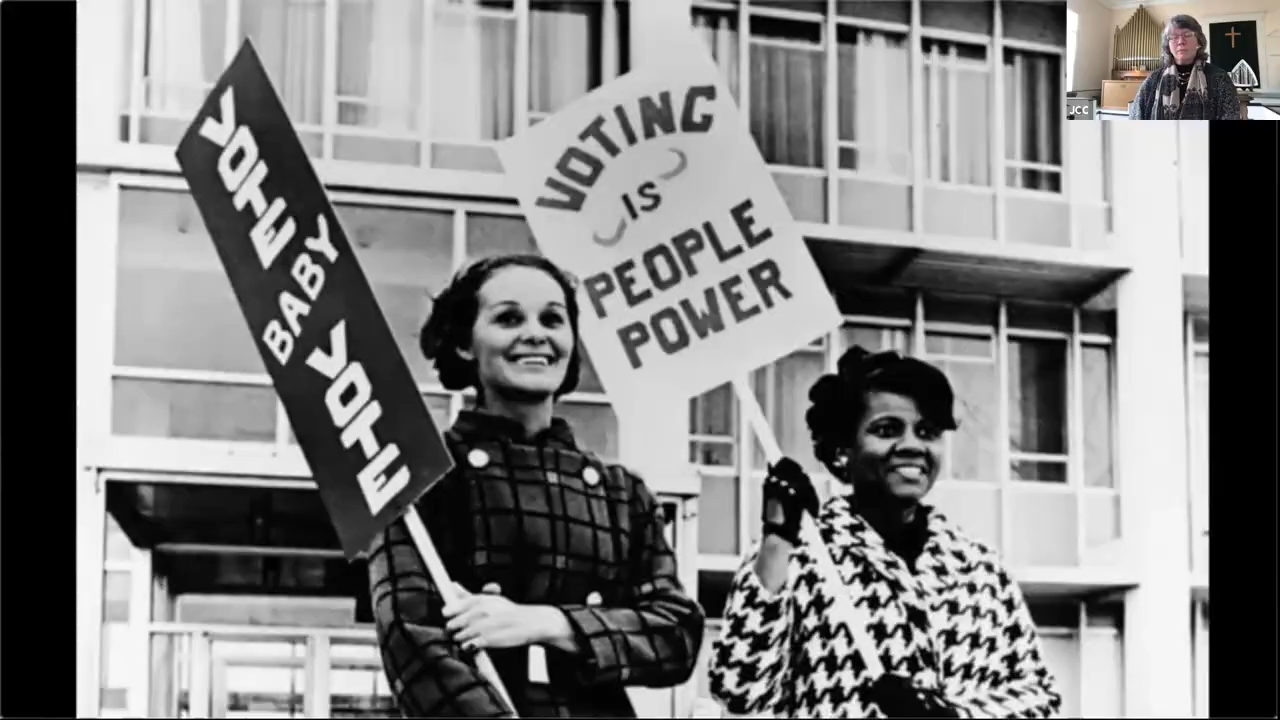 VOTE
BABY
VOTE
VOTING
IS
PEOPLE
POWER
JCC